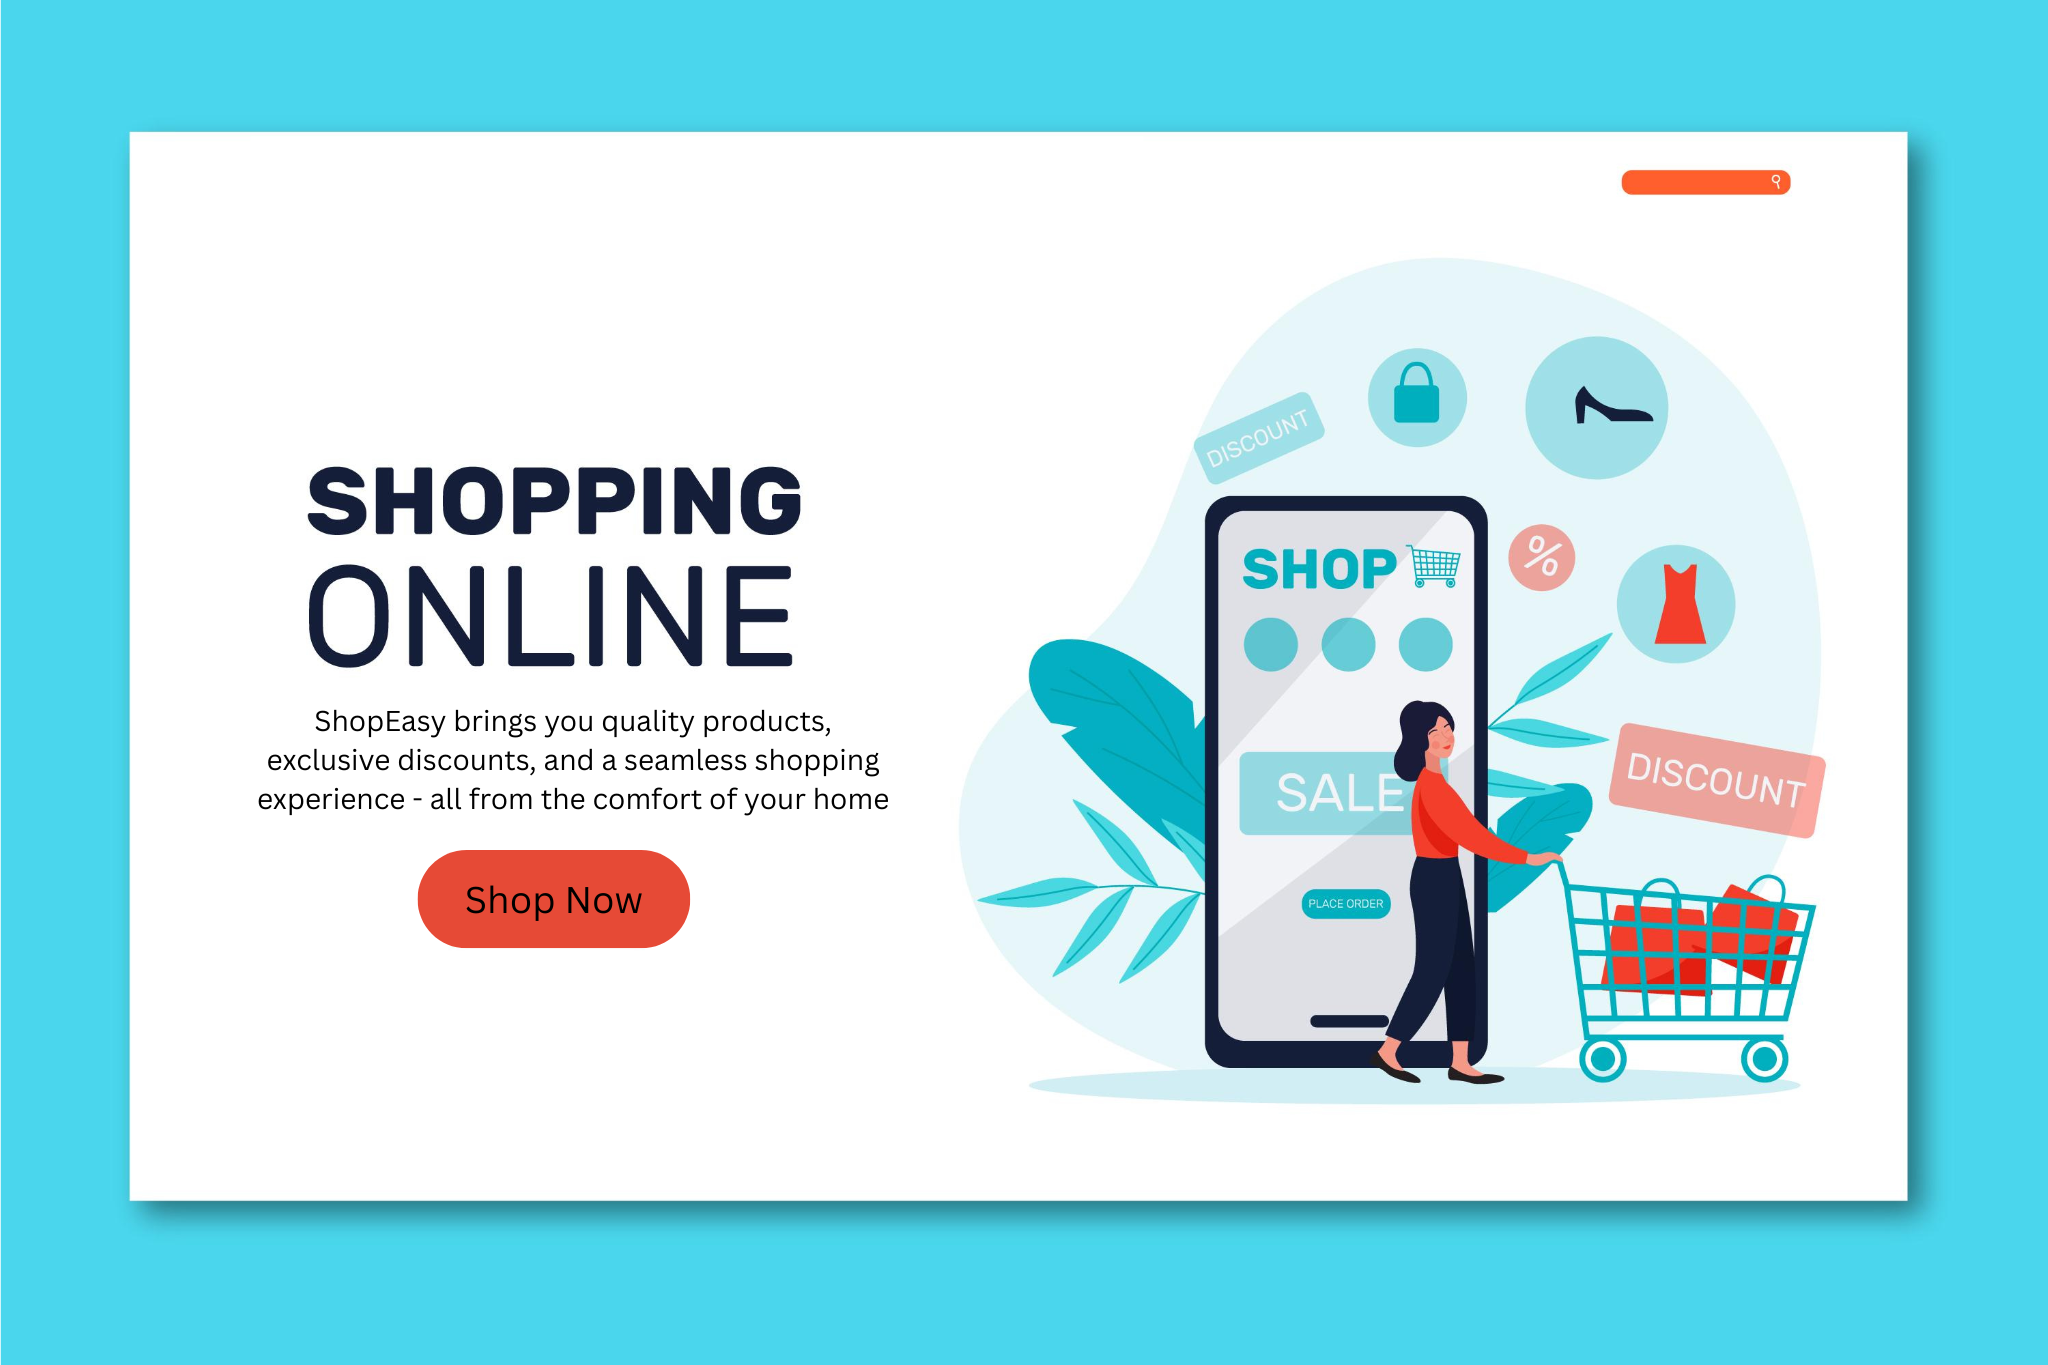 SHOPPING
ONLINE
ShopEasy brings you quality products,
exclusive discounts, and a seamless shopping
experience - all from the comfort of your home
Shop Now
DISCOUNT
SHOP
%
SALE
DISCOUNT
PLACE ORDER